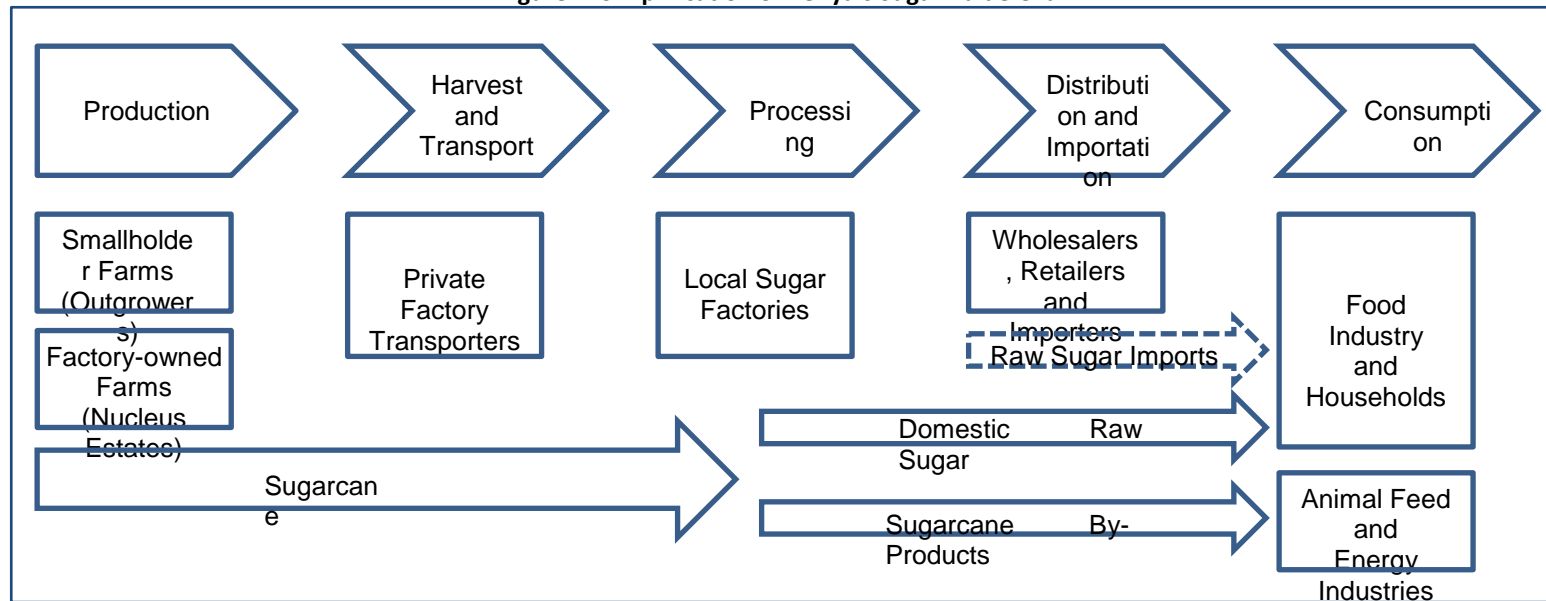 Production
Harvest
and
Transport
Processi
ng
Distributi
on and
Importati
on
Consumpti
on
Smallholde
r Farms
(Outgrower
s)
Factory-owned
Farms
(Nucleus
Estates)
Private
Factory
Transporters
Local Sugar
Factories
Wholesalers
, Retailers
and
Importers
Raw Sugar Imports
Food
Industry
and
Households
Domestic Raw
Sugar
Sugarcan
e
Sugarcane By-
Products
Animal Feed
and
Energy
Industries